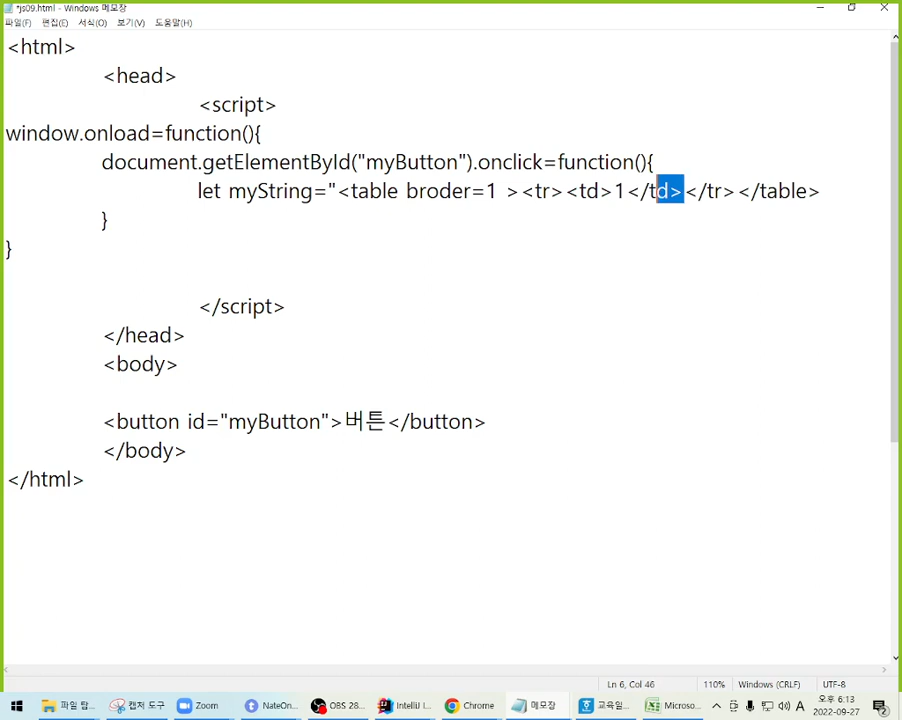 *js09.html - Windows 메모장
파일(F) 편집(E) 서식(O) 보기(V) 도움말(H)
<html>
<head>
<script>
window.onload=function(){
document.getElementById("myButton").onclick=function(){
let myString="<table broder=1 ><tr><td>1</td></tr></table>
}
}
</script>
</head>
<body>
<button id="myButton">버튼</button>
</body>
</html>
Ln 6, Col 46 110% Windows (CRLF) UTF-8
파일 탐... 캡처 도구 Zoom NateOn... OBS 28... IntelliJ I... Chrome 메모장 교육일... Microso... A 오후 6:13
2022-09-27
2